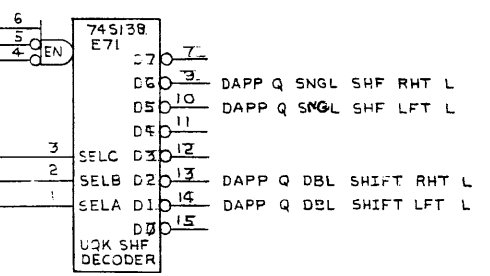 6
5
4
EN
74S138
E71
D7 7
D6 9 DAPP Q SNGL SHF RHT L
D5 10 DAPP Q SNGL SHF LFT L
D4 11
3 SELC D3 12
2 SELB D2 13 DAPP Q DBL SHIFT RHT L
1 SELA D1 14 DAPP Q DBL SHIFT LFT L
D0 15
UQK SHF
DECODER